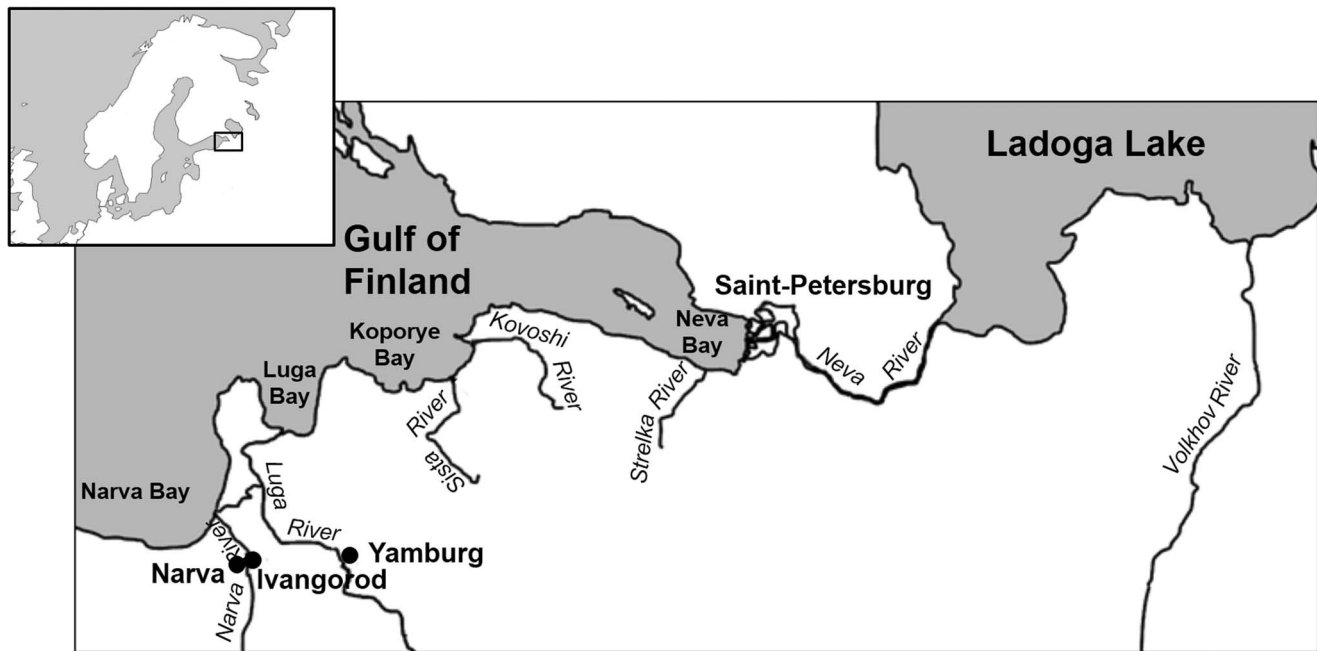 Ladoga Lake
Gulf of
Finland
Saint-Petersburg
Neva
Bay
Kovoshi
River
Koporye
Bay
Luga
Bay
Neva River
Strelka River
Sista River
Volkhov River
Narva Bay
Luga River
Narva River
Narva
Ivangorod
Yamburg